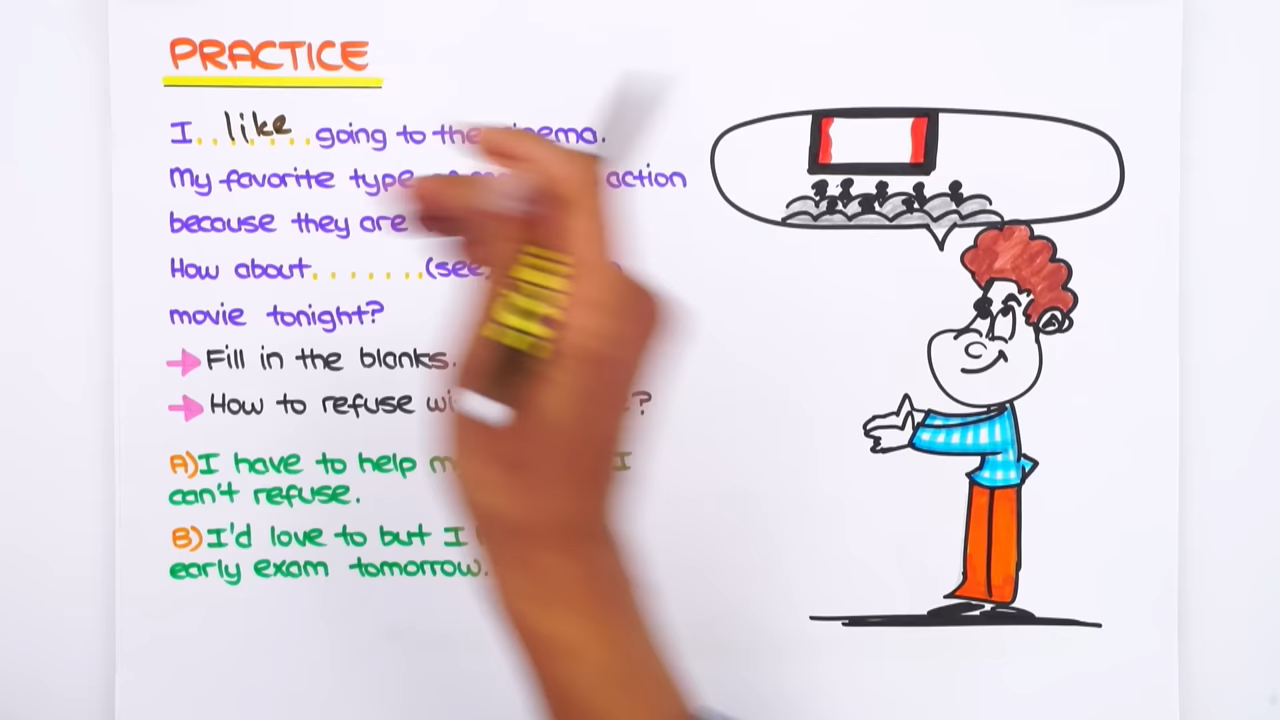 PRACTICE
I..like..going to the cinema.
My favorite type action
because they are
How about.......(see)
movie tonight?
→ Fill in the blanks.
→ How to refuse ?
A) I have to help I
can't refuse.
B) I'd love to but I
early exam tomorrow.